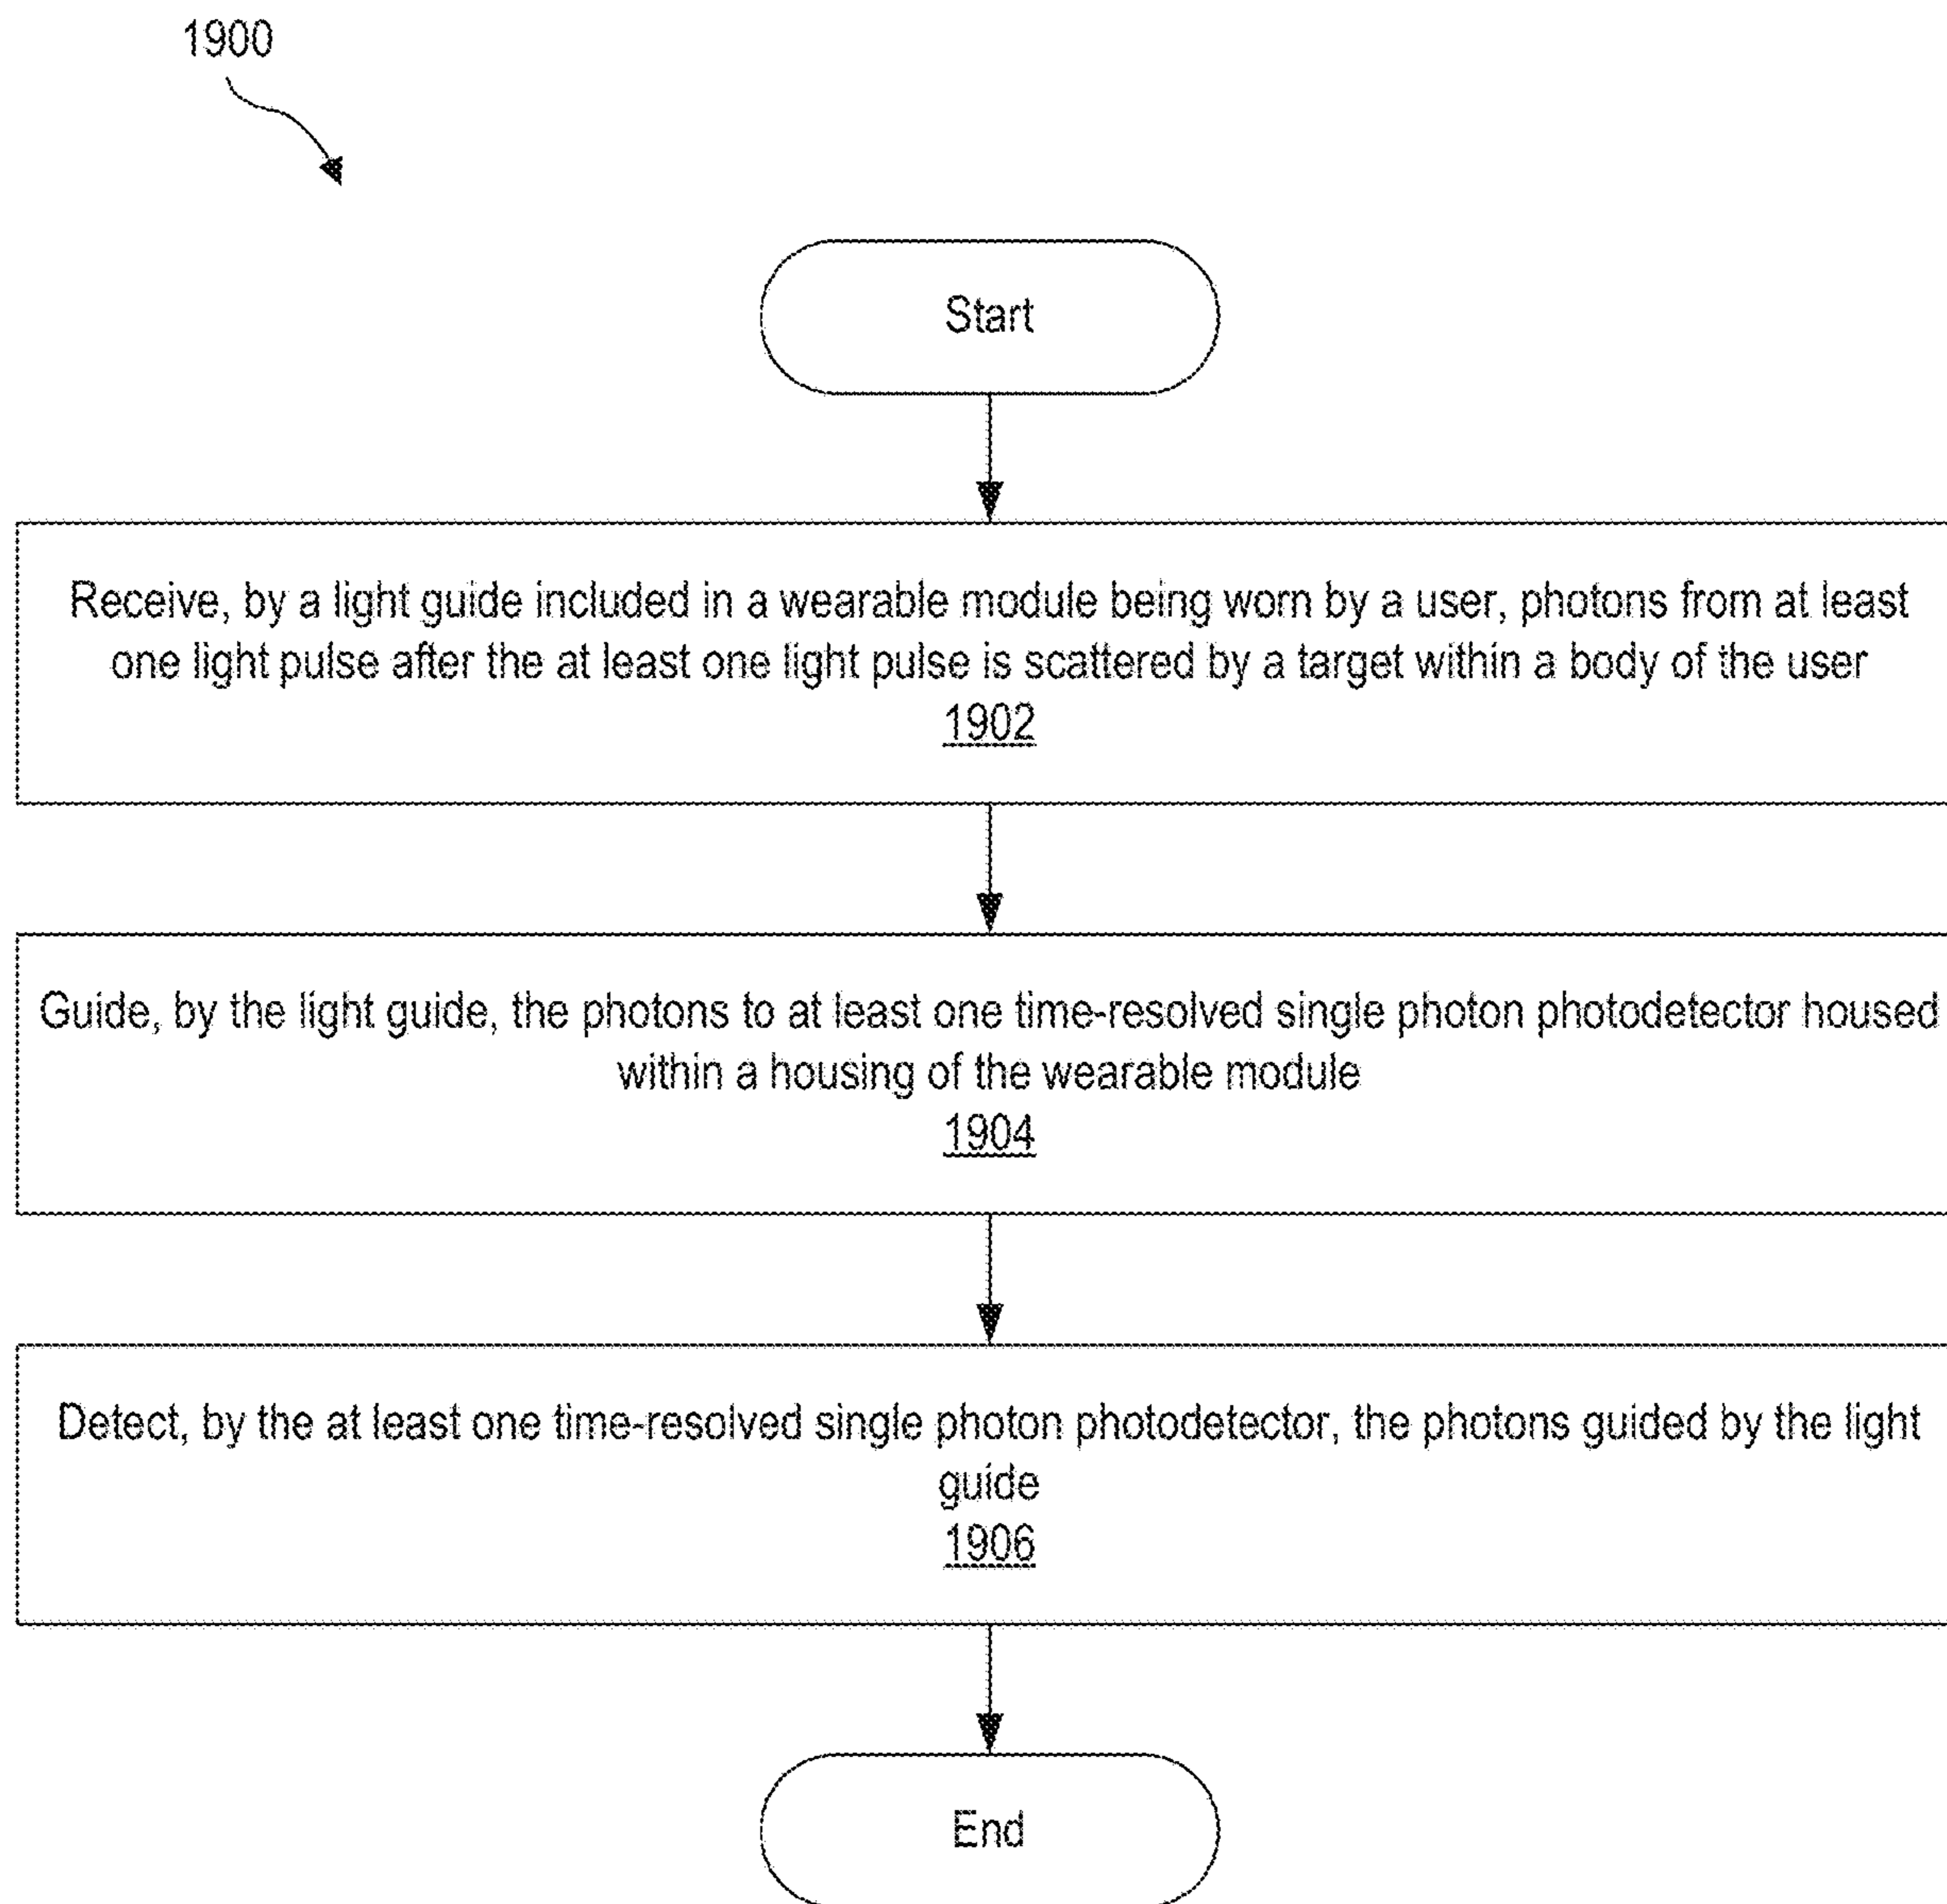 1900
Start
Receive, by a light guide included in a wearable module being worn by a user, photons from at least
one light pulse after the at least one light pulse is scattered by a target within a body of the user
1902
Guide, by the light guide, the photons to at least one time-resolved single photon photodetector housed
within a housing of the wearable module
1904
Detect, by the at least one time-resolved single photon photodetector, the photons guided by the light
guide
1906
End